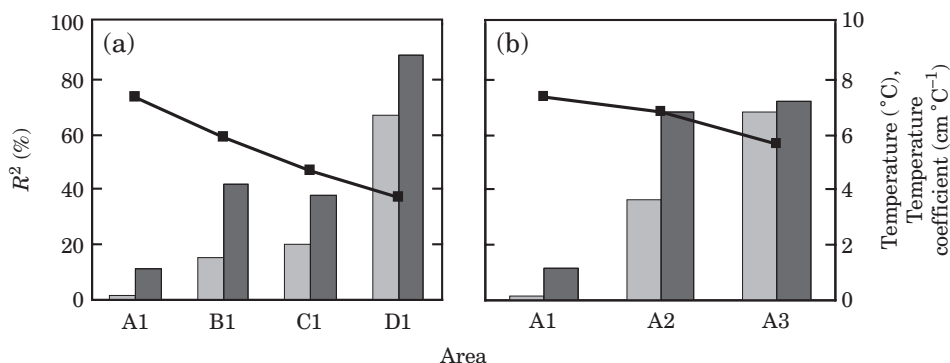 100
80
60
40
20
0
R² (%)
(a)
A1 B1 C1 D1
(b)
A1 A2 A3
10
8
6
4
2
0
Temperature (°C),
Temperature
coefficient (cm °C⁻¹)
Area